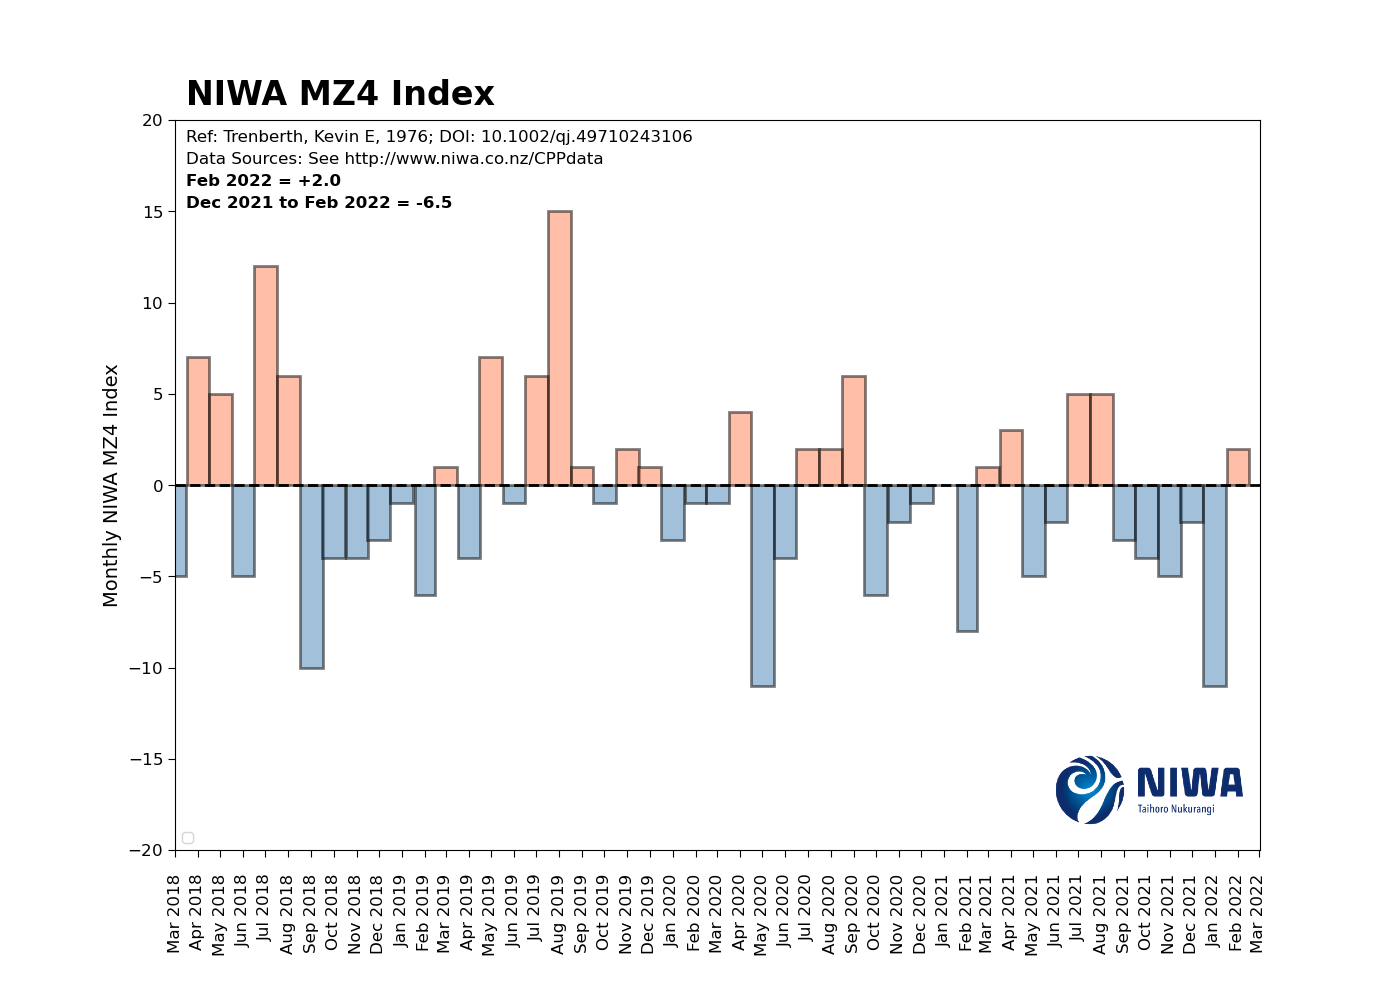 NIWA MZ4 Index
Ref: Trenberth, Kevin E, 1976; DOI: 10.1002/qj.49710243106
Data Sources: See http://www.niwa.co.nz/CPPdata
Feb 2022 = +2.0
Dec 2021 to Feb 2022 = -6.5
Monthly NIWA MZ4 Index
20
15
10
5
0
−5
−10
−15
−20
NIWA
Taihoro Nukurangi
Mar 2018
Apr 2018
May 2018
Jun 2018
Jul 2018
Aug 2018
Sep 2018
Oct 2018
Nov 2018
Dec 2018
Jan 2019
Feb 2019
Mar 2019
Apr 2019
May 2019
Jun 2019
Jul 2019
Aug 2019
Sep 2019
Oct 2019
Nov 2019
Dec 2019
Jan 2020
Feb 2020
Mar 2020
Apr 2020
May 2020
Jun 2020
Jul 2020
Aug 2020
Sep 2020
Oct 2020
Nov 2020
Dec 2020
Jan 2021
Feb 2021
Mar 2021
Apr 2021
May 2021
Jun 2021
Jul 2021
Aug 2021
Sep 2021
Oct 2021
Nov 2021
Dec 2021
Jan 2022
Feb 2022
Mar 2022